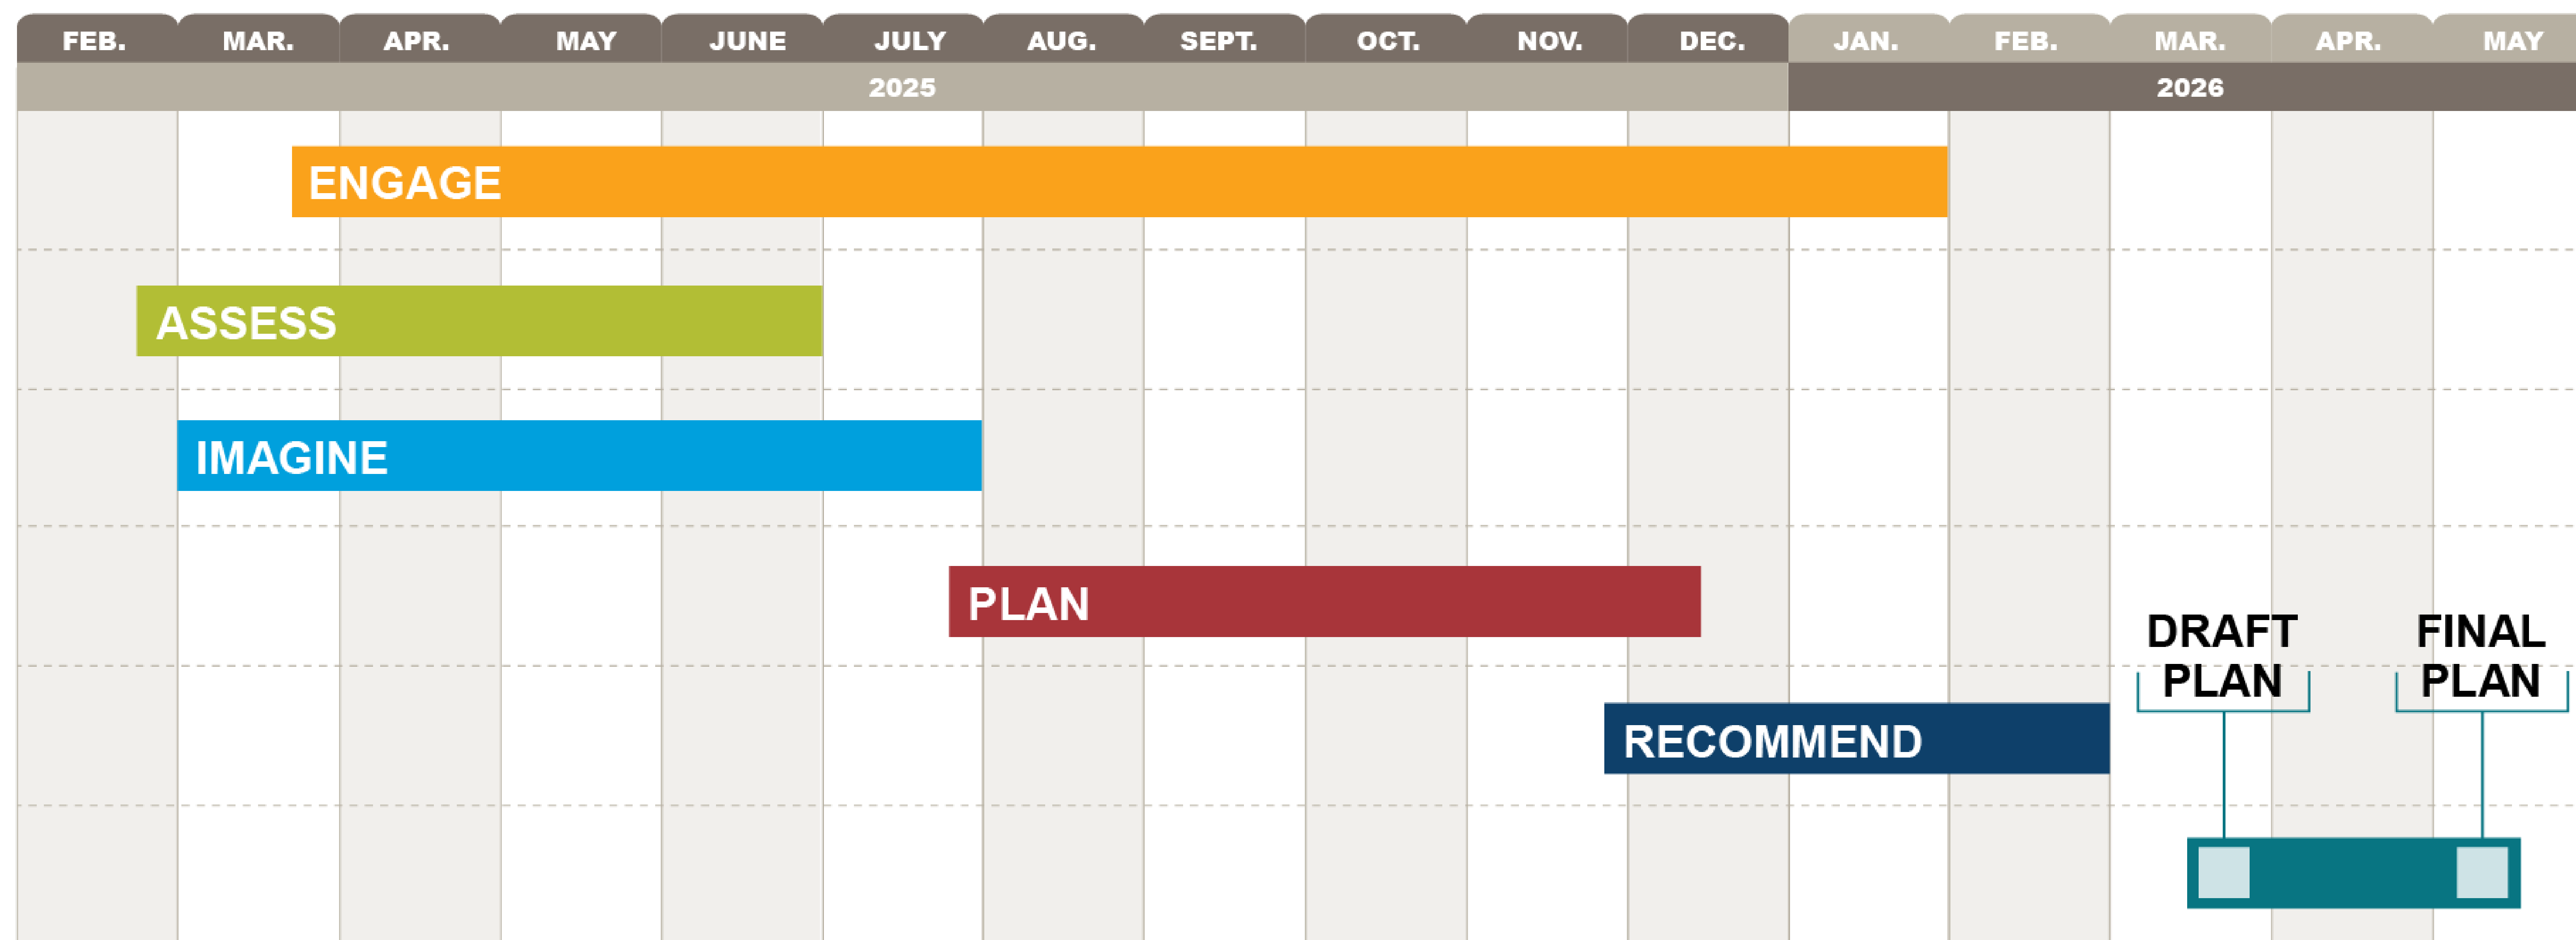 FEB. MAR. APR. MAY JUNE JULY AUG. SEPT. OCT. NOV. DEC. JAN. FEB. MAR. APR. MAY
2025 2026
ENGAGE
ASSESS
IMAGINE
PLAN
DRAFT
PLAN
FINAL
PLAN
RECOMMEND